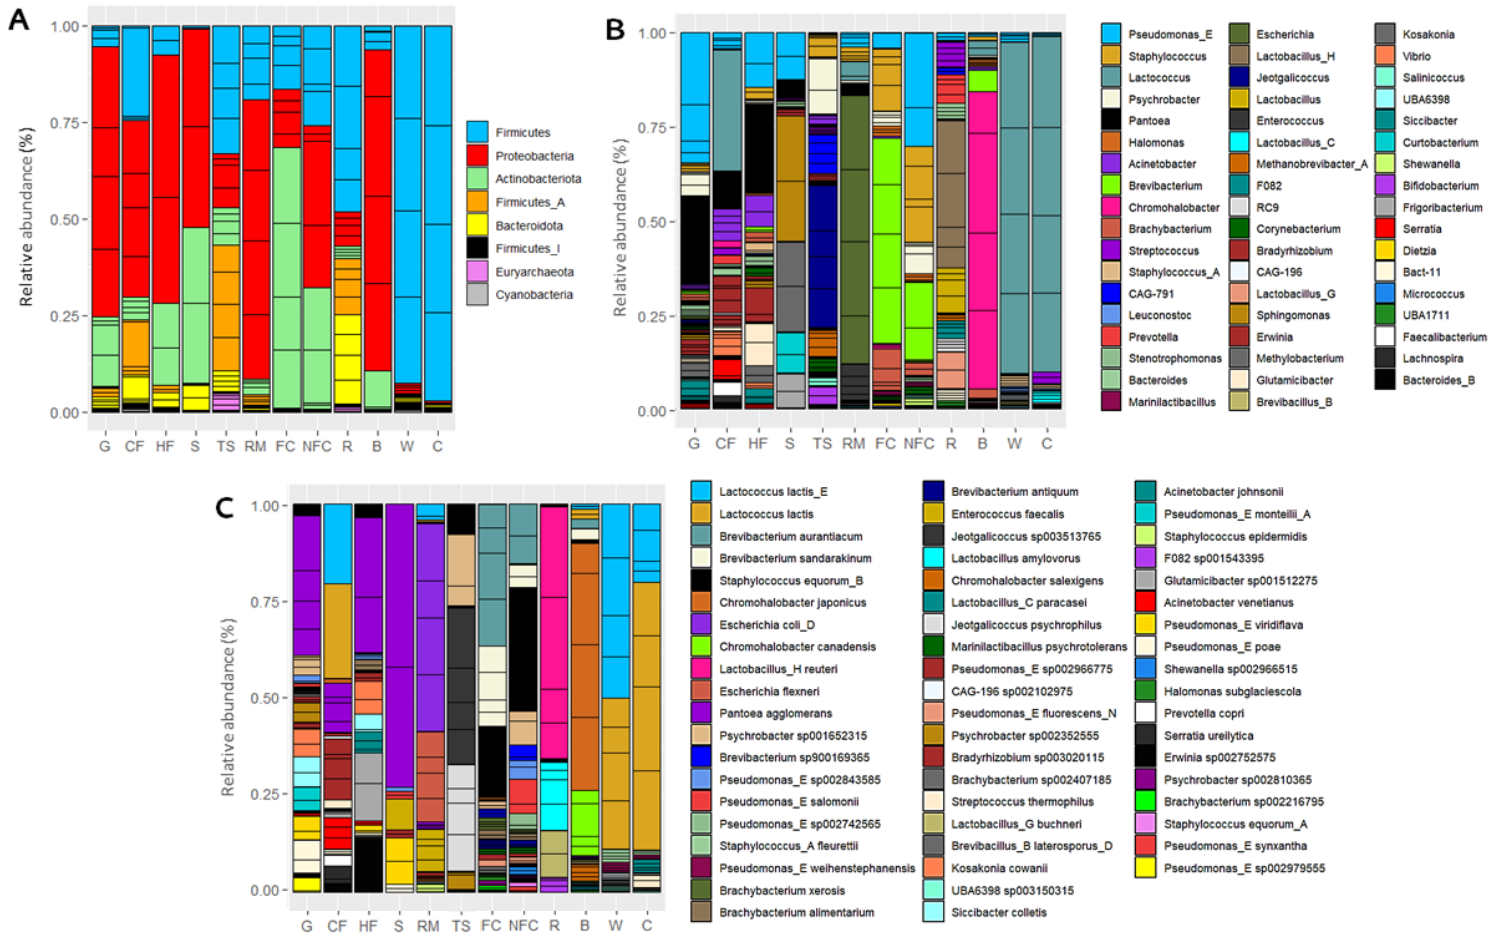 A
1.00
0.75
0.50
0.25
0.00
Relative abundance (%)
G CF HF S TS RM FC NFC R B W C
Firmicutes
Proteobacteria
Actinobacteriota
Firmicutes_A
Bacteroidota
Firmicutes_I
Euryarchaeota
Cyanobacteria
B
1.00
0.75
0.50
0.25
0.00
Relative abundance (%)
G CF HF S TS RM FC NFC R B W C
Pseudomonas_E
Staphylococcus
Lactococcus
Psychrobacter
Pantoea
Halomonas
Acinetobacter
Brevibacterium
Chromohalobacter
Brachybacterium
Streptococcus
Staphylococcus_A
CAG-791
Leuconostoc
Prevotella
Stenotrophomonas
Bacteroides
Marinilactibacillus
Escherichia
Lactobacillus_H
Jeotgalicoccus
Lactobacillus
Enterococcus
Lactobacillus_C
Methanobrevibacter_A
F082
RC9
Corynebacterium
Bradyrhizobium
CAG-196
Lactobacillus_G
Sphingomonas
Erwinia
Methylobacterium
Glutamicibacter
Brevibacillus_B
Kosakonia
Vibrio
Salinicoccus
UBA6398
Siccibacter
Curtobacterium
Shewanella
Bifidobacterium
Frigoribacterium
Serratia
Dietzia
Bact-11
Micrococcus
UBA1711
Faecalibacterium
Lachnospira
Bacteroides_B
C
1.00
0.75
0.50
0.25
0.00
Relative abundance (%)
G CF HF S RM TS FC NFC R B W C
Lactococcus lactis_E
Lactococcus lactis
Brevibacterium aurantiacum
Brevibacterium sandarakinum
Staphylococcus equorum_B
Chromohalobacter japonicus
Escherichia coli_D
Chromohalobacter canadensis
Lactobacillus_H reuteri
Escherichia flexneri
Pantoea agglomerans
Psychrobacter sp001652315
Brevibacterium sp900169365
Pseudomonas_E sp002843585
Pseudomonas_E salomonii
Pseudomonas_E sp002742565
Staphylococcus_A fleurettii
Pseudomonas_E weihenstephanensis
Brachybacterium xerosis
Brachybacterium alimentarium
Brevibacterium antiquum
Enterococcus faecalis
Jeotgalicoccus sp003513765
Lactobacillus amylovorus
Chromohalobacter salexigens
Lactobacillus_C paracasei
Jeotgalicoccus psychrophilus
Marinilactibacillus psychrotolerans
Pseudomonas_E sp002966775
CAG-196 sp002102975
Pseudomonas_E fluorescens_N
Psychrobacter sp002352555
Bradyrhizobium sp003020115
Brachybacterium sp002407185
Streptococcus thermophilus
Lactobacillus_G buchneri
Brevibacillus_B laterosporus_D
Kosakonia cowanii
UBA6398 sp003150315
Siccibacter colletis
Acinetobacter johnsonii
Pseudomonas_E monteilii_A
Staphylococcus epidermidis
F082 sp001543395
Glutamicibacter sp001512275
Acinetobacter venetianus
Pseudomonas_E viridiflava
Pseudomonas_E poae
Shewanella sp002966515
Halomonas subglaciescola
Prevotella copri
Serratia ureilytica
Erwinia sp002752575
Psychrobacter sp002810365
Brachybacterium sp002216795
Staphylococcus equorum_A
Pseudomonas_E synxantha
Pseudomonas_E sp002979555